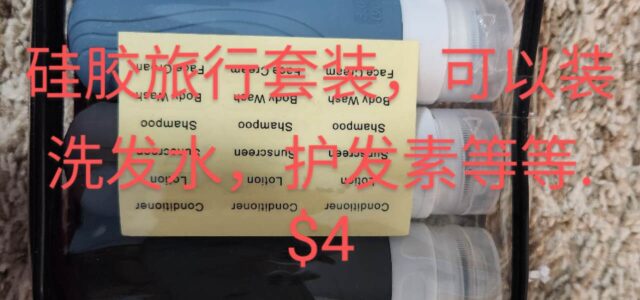 硅胶旅行套装，可以装
洗发水，护发素等等.
$4
Conditioner Conditioner Conditioner
Lotion Lotion Lotion
Sunscreen Sunscreen Sunscreen
Shampoo Shampoo Shampoo
Body Wash Body Wash Body Wash
Face Cream Face Cream Face Cream